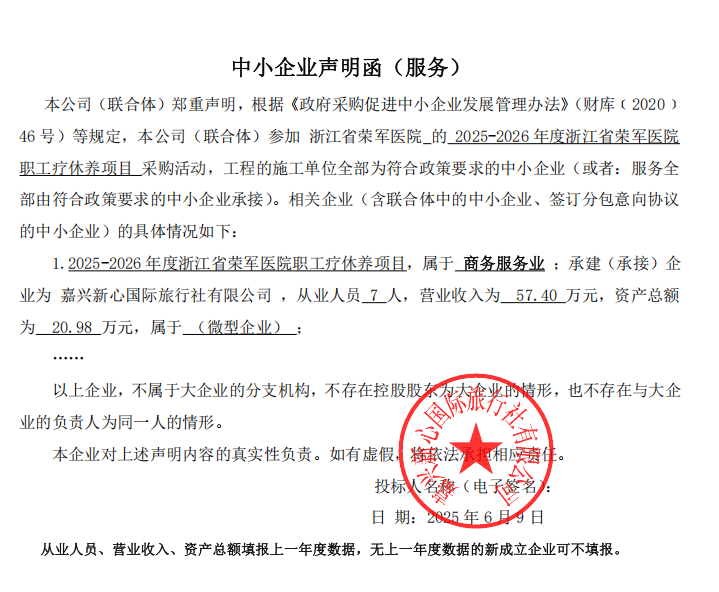 中小企业声明函（服务）
本公司（联合体）郑重声明，根据《政府采购促进中小企业发展管理办法》（财库﹝2020﹞
46 号）等规定，本公司（联合体）参加 浙江省荣军医院 的 2025-2026 年度浙江省荣军医院
职工疗休养项目 采购活动，工程的施工单位全部为符合政策要求的中小企业（或者：服务全
部由符合政策要求的中小企业承接）。相关企业（含联合体中的中小企业、签订分包意向协议
的中小企业）的具体情况如下：
1.2025-2026 年度浙江省荣军医院职工疗休养项目，属于 商务服务业 ；承建（承接）企
业为 嘉兴新心国际旅行社有限公司 ，从业人员 7 人，营业收入为 57.40 万元，资产总额
为 20.98 万元，属于 （微型企业） ；
……
以上企业，不属于大企业的分支机构，不存在控股股东为大企业的情形，也不存在与大企
业的负责人为同一人的情形。
本企业对上述声明内容的真实性负责。如有虚假，将依法承担相应责任。
投标人名称（电子签名）：
嘉兴新心国际旅行社有限公司
日 期：2025 年 6 月 9 日
从业人员、营业收入、资产总额填报上一年度数据，无上一年度数据的新成立企业可不填报。